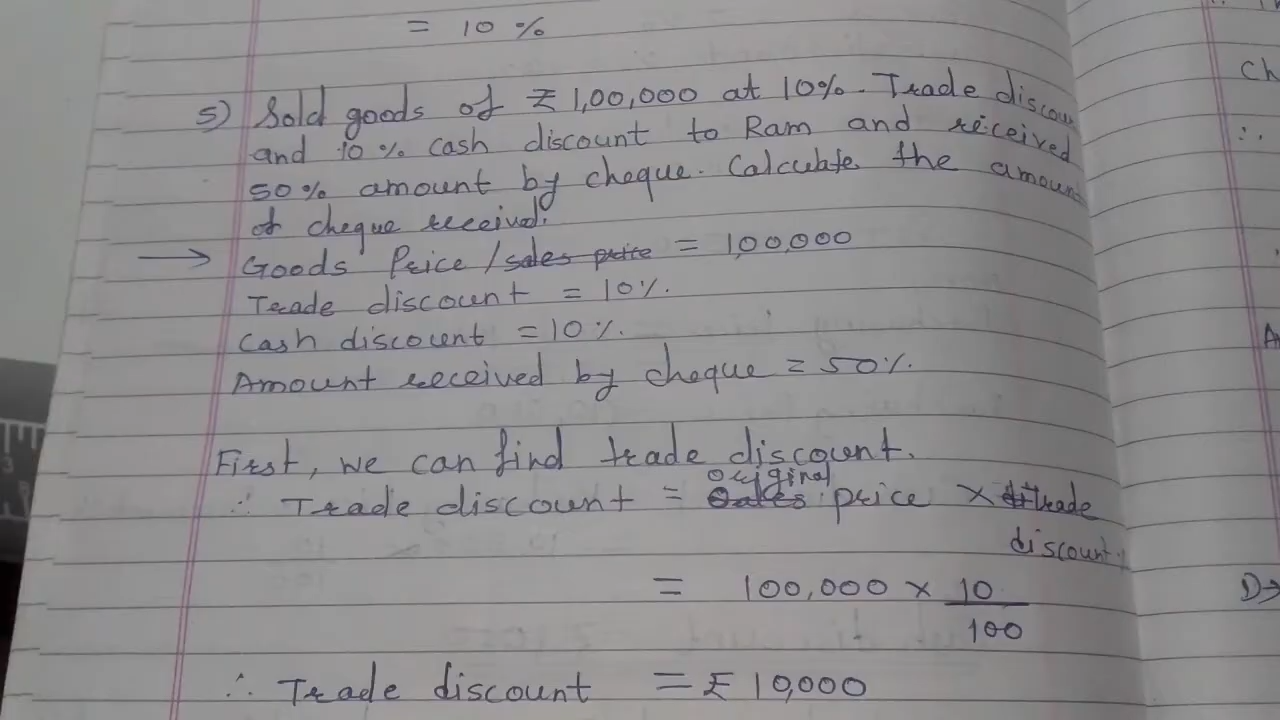 = 10 %
5) Sold goods of ₹ 1,00,000 at 10%. Trade discou
and 10 % cash discount to Ram and received
50% amount by cheque. Calculate the amount
of cheque received.
→ Goods Price / sales price = 1,00,000
Trade discount = 10%.
Cash discount = 10%.
Amount received by cheque = 50%.
First, we can find trade discount.
original
∴ Trade discount = Sales price × trade
discount.
= 100,000 × 10
100
∴ Trade discount = ₹ 10,000
Ch
∴
A
D→